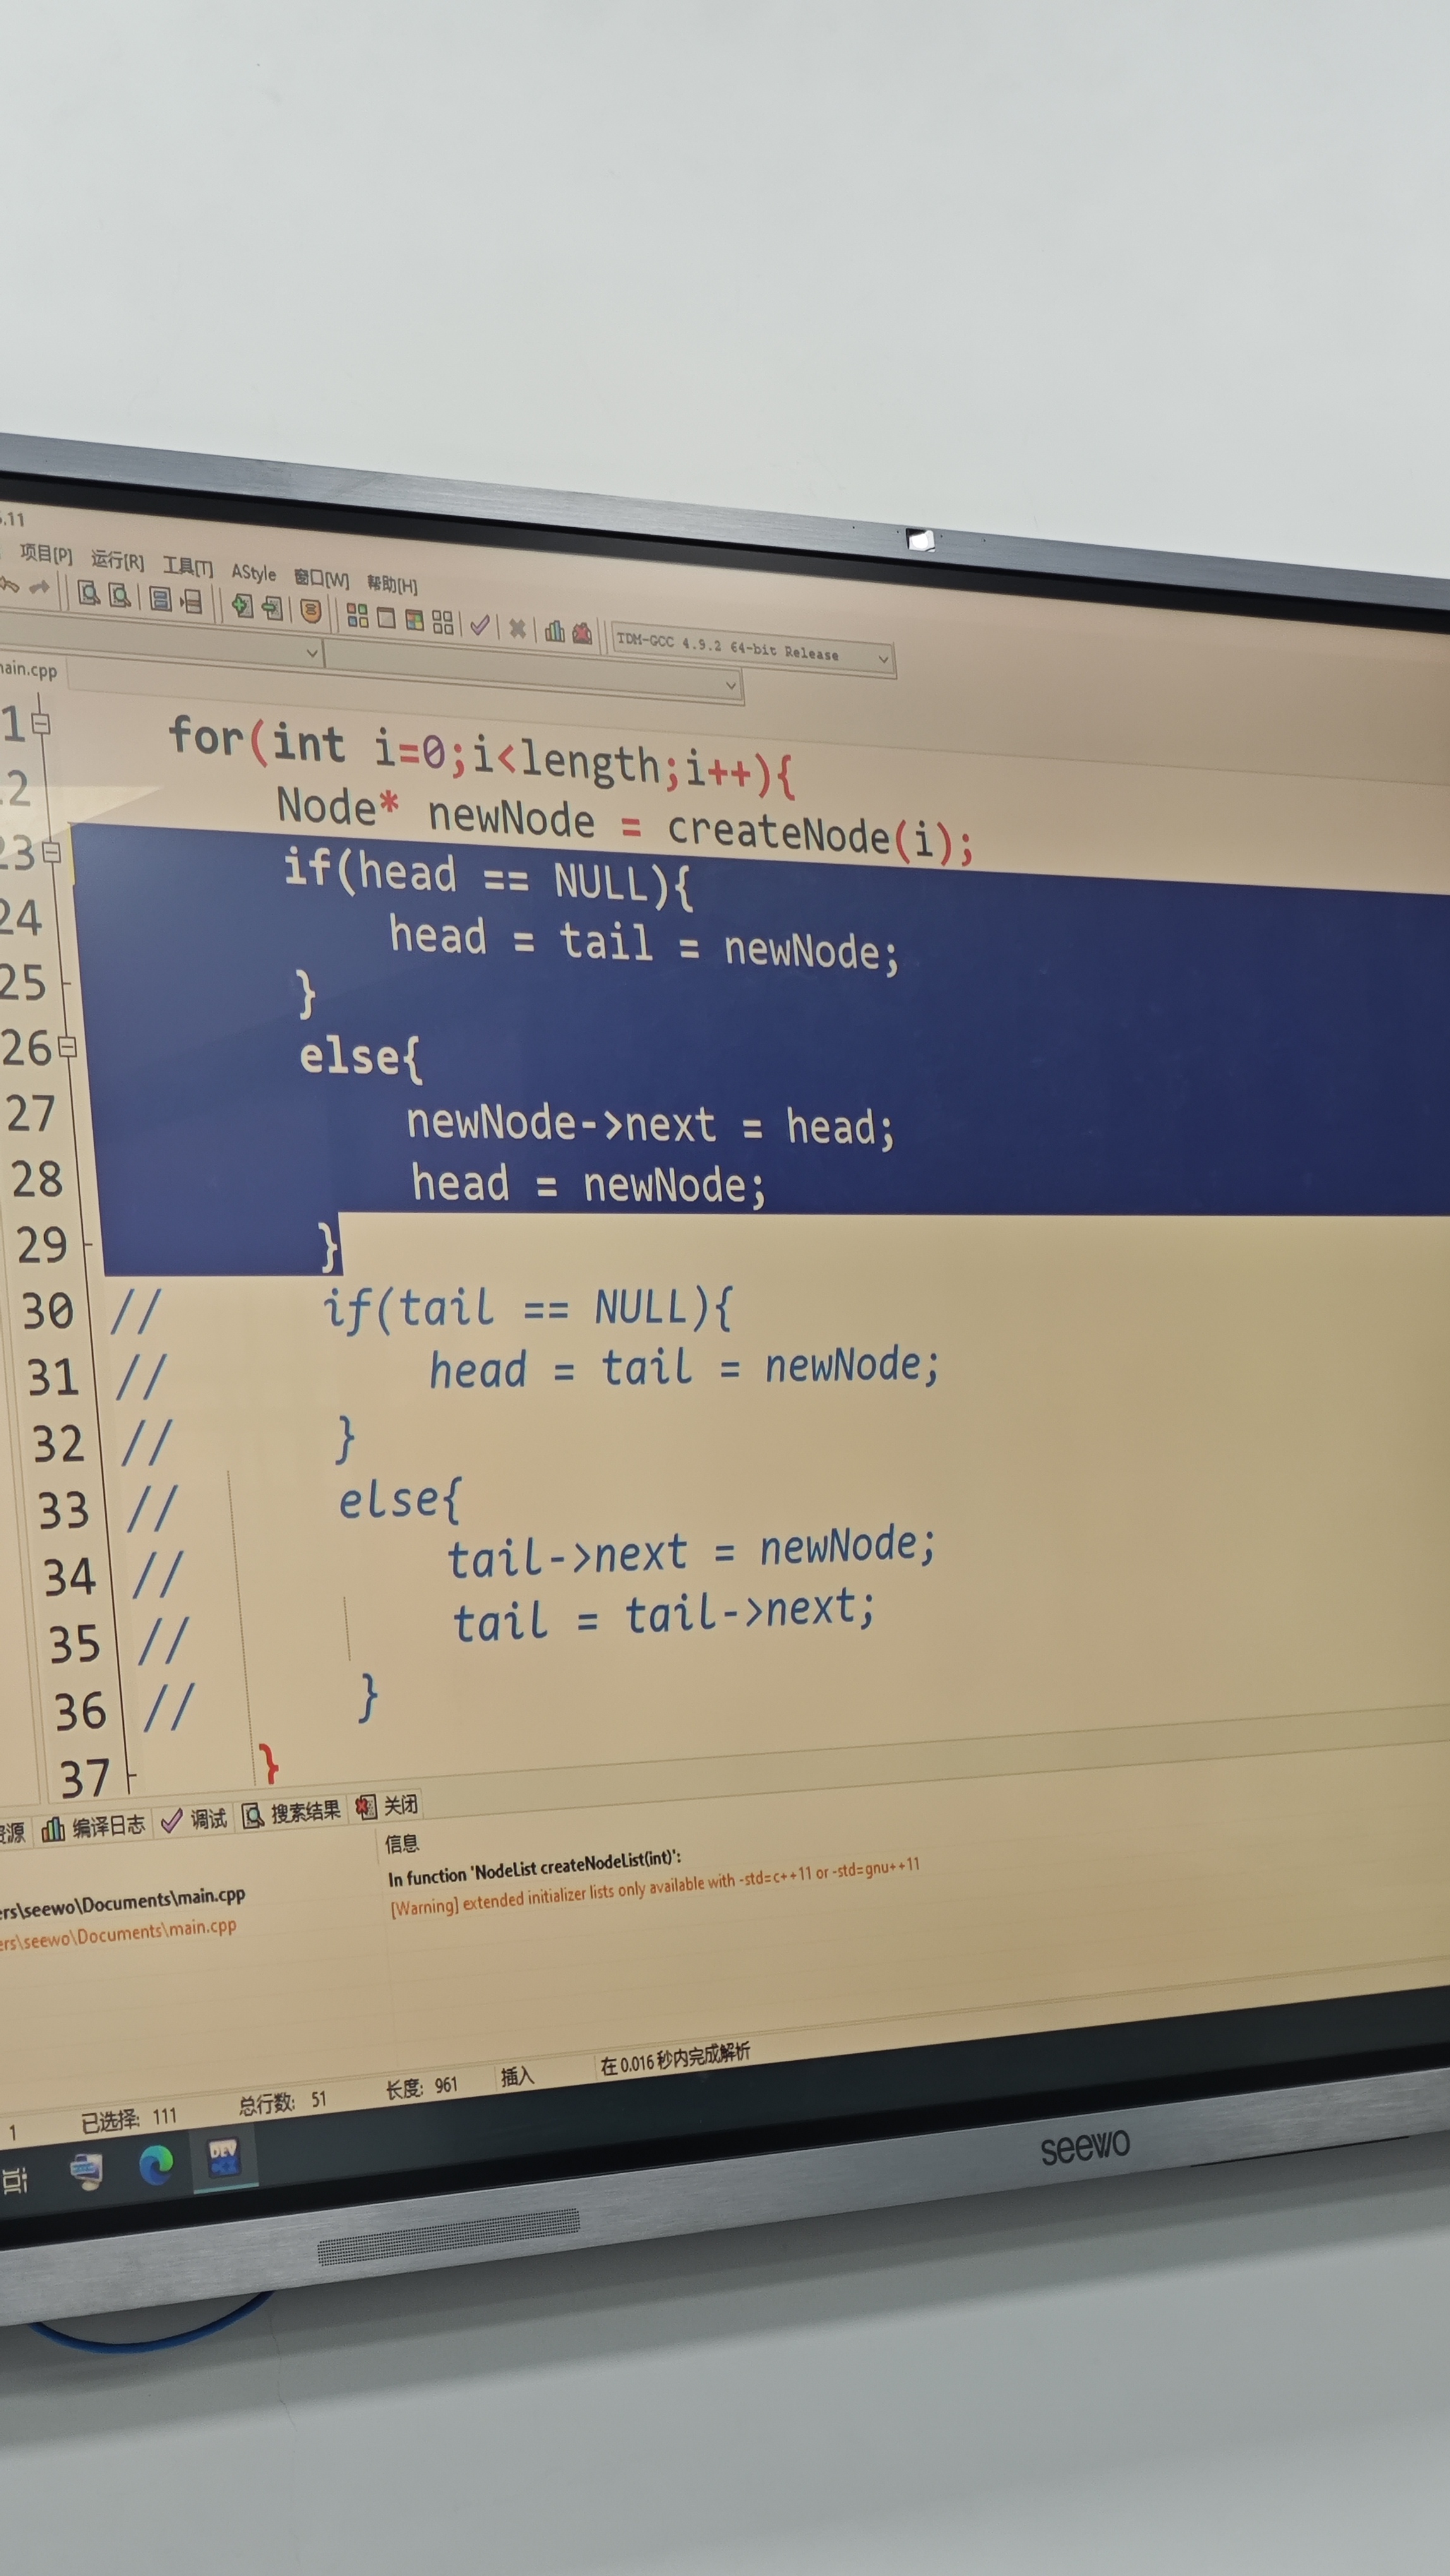 .11
项目[P] 运行[R] 工具[T] AStyle 窗口[W] 帮助[H]
TDM-GCC 4.9.2 64-bit Release
main.cpp
1 for(int i=0;i<length;i++){
2 Node* newNode = createNode(i);
23 if(head == NULL){
24 head = tail = newNode;
25 }
26 else{
27 newNode->next = head;
28 head = newNode;
29 }
30 // if(tail == NULL){
31 // head = tail = newNode;
32 // }
33 // else{
34 // tail->next = newNode;
35 // tail = tail->next;
36 // }
37 }
资源 编译日志 调试 搜索结果 关闭
信息
ers\seewo\Documents\main.cpp In function 'NodeList createNodeList(int)':
ers\seewo\Documents\main.cpp [Warning] extended initializer lists only available with -std=c++11 or -std=gnu++11
1 已选择: 111 总行数: 51 长度: 961 插入 在 0.016 秒内完成解析
DEV
seewo